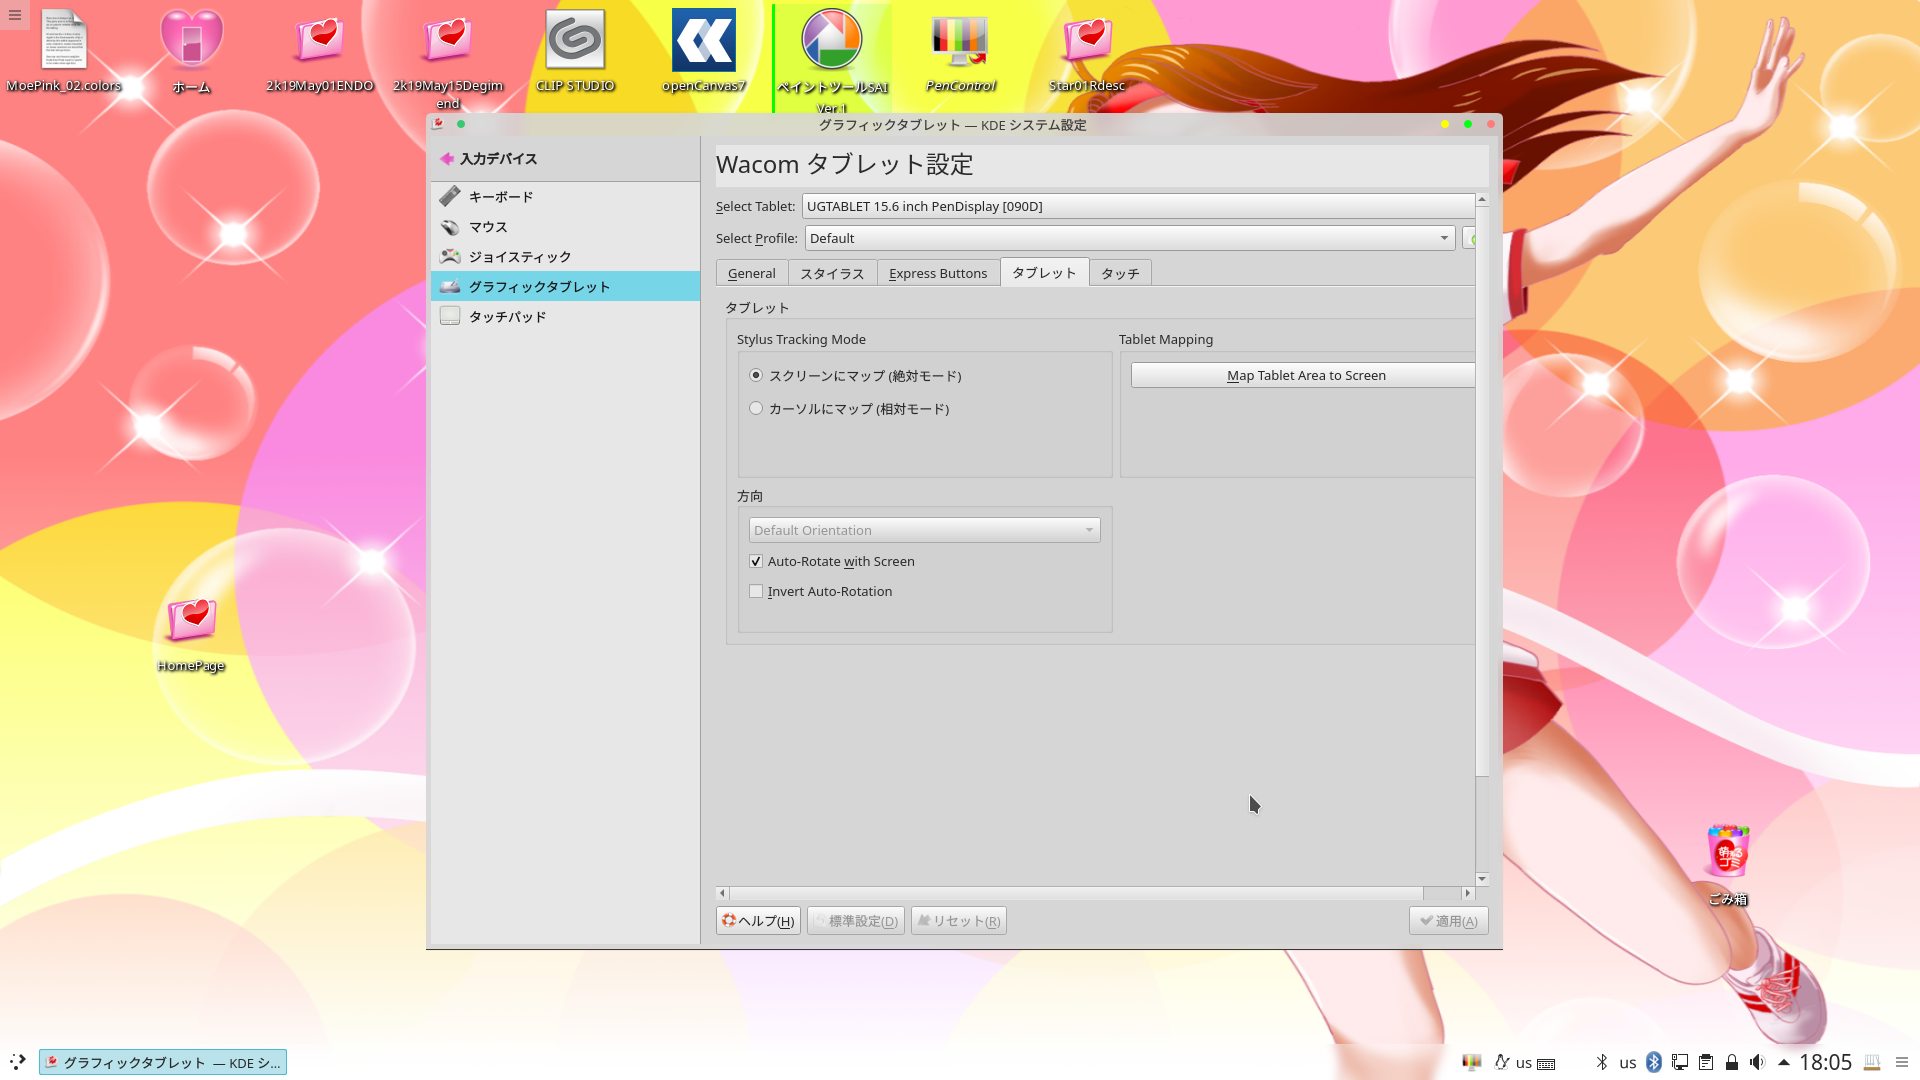 MoePink_02.colors
ホーム
2k19May01ENDO
2k19May15Degim
end
CLIP STUDIO
openCanvas7
ペイントツールSAI
Ver.1
PenControl
Star01Rdesc
グラフィックタブレット — KDE システム設定
入力デバイス
キーボード
マウス
ジョイスティック
グラフィックタブレット
タッチパッド
Wacom タブレット設定
Select Tablet: UGTABLET 15.6 inch PenDisplay [090D]
Select Profile: Default
General スタイラス Express Buttons タブレット タッチ
タブレット
Stylus Tracking Mode
スクリーンにマップ (絶対モード)
カーソルにマップ (相対モード)
Tablet Mapping
Map Tablet Area to Screen
方向
Default Orientation
Auto-Rotate with Screen
Invert Auto-Rotation
ヘルプ(H) 標準設定(D) リセット(R) 適用(A)
HomePage
萌えるゴミ
ごみ箱
グラフィックタブレット — KDE シ...
us us 18:05